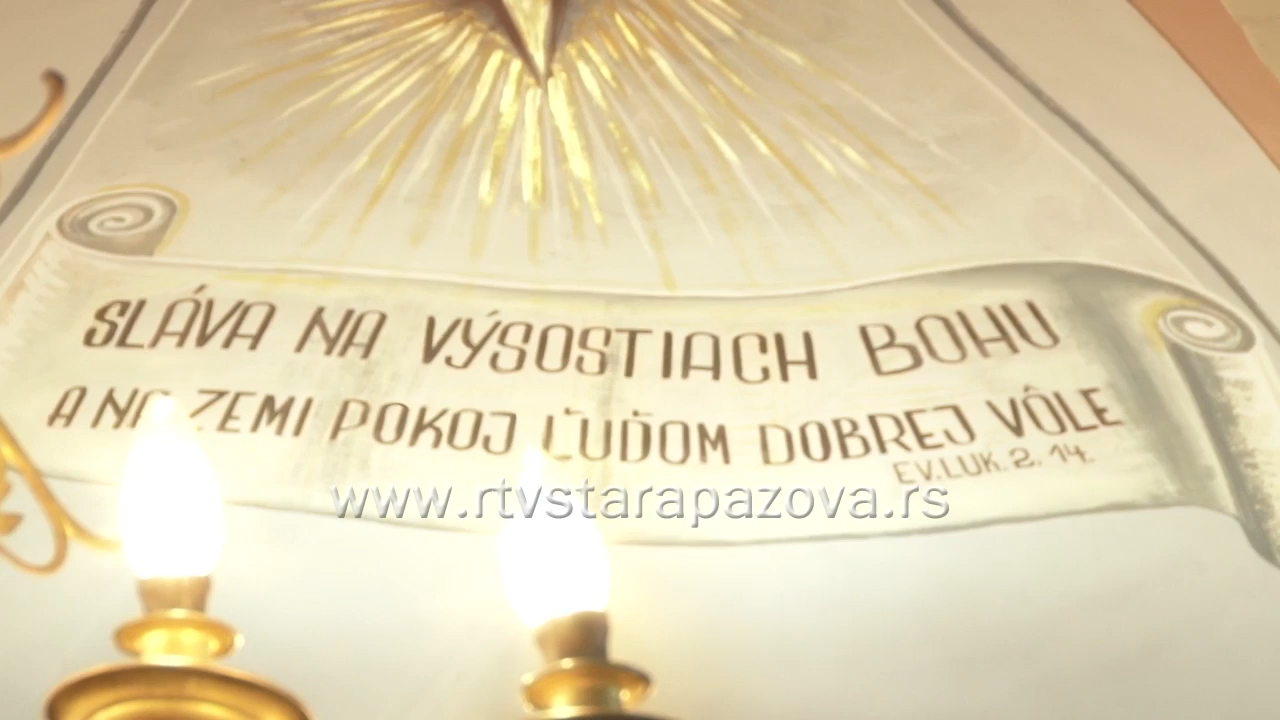 SLÁVA NA VÝSOSTIACH BOHU
A NA ZEMI POKOJ ĽUĎOM DOBREJ VÔLE
EV. LUK. 2. 14.
www.rtvstarapazova.rs